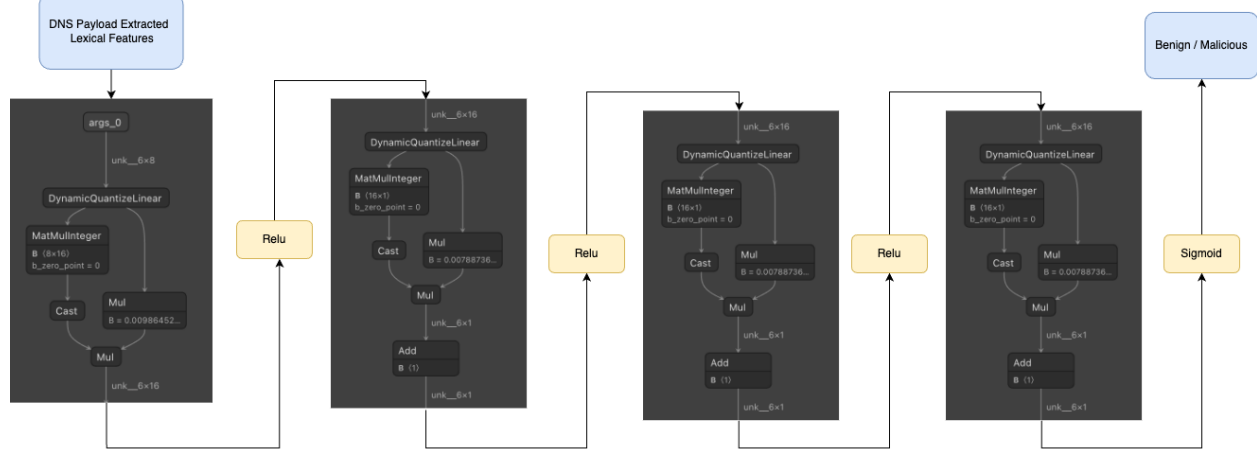 DNS Payload Extracted
Lexical Features
args_0
unk__6×8
DynamicQuantizeLinear
MatMulInteger
B ⟨8×16⟩
b_zero_point = 0
Cast
Mul
B = 0.00986452...
Mul
unk__6×16
Relu
unk__6×16
DynamicQuantizeLinear
MatMulInteger
B ⟨16×1⟩
b_zero_point = 0
Cast
Mul
B = 0.00788736...
Mul
unk__6×1
Add
B ⟨1⟩
unk__6×1
Relu
unk__6×16
DynamicQuantizeLinear
MatMulInteger
B ⟨16×1⟩
b_zero_point = 0
Cast
Mul
B = 0.00788736...
Mul
unk__6×1
Add
B ⟨1⟩
unk__6×1
Relu
unk__6×16
DynamicQuantizeLinear
MatMulInteger
B ⟨16×1⟩
b_zero_point = 0
Cast
Mul
B = 0.00788736...
Mul
unk__6×1
Add
B ⟨1⟩
unk__6×1
Sigmoid
Benign / Malicious